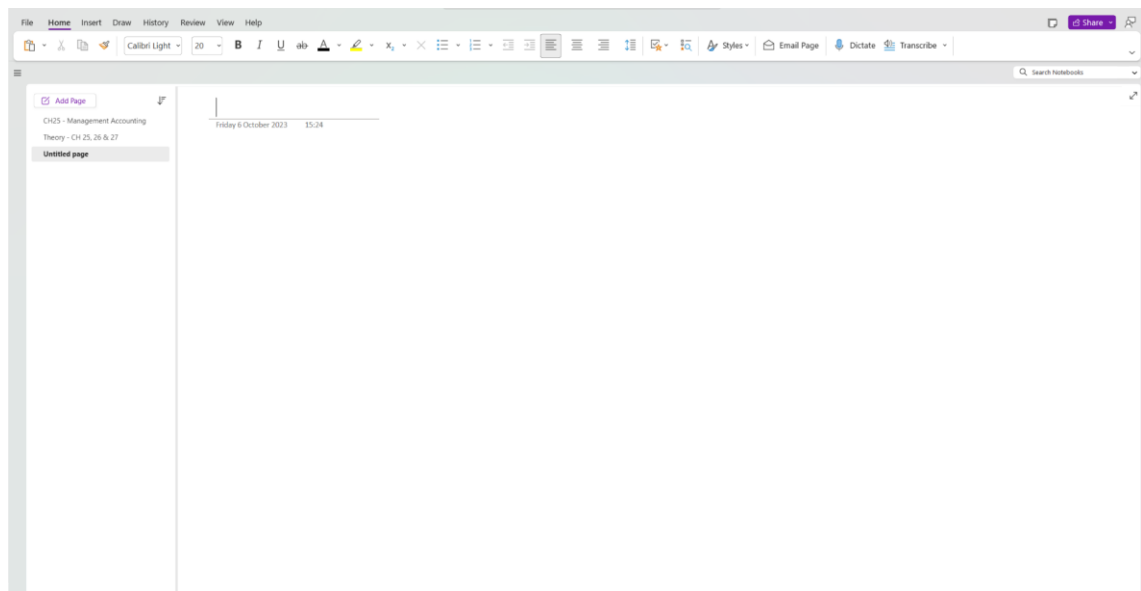 File Home Insert Draw History Review View Help
Share
Calibri Light 20 B I U ab A x Styles Email Page Dictate Transcribe
Search Notebooks
Add Page
CH25 - Management Accounting
Theory - CH 25, 26 & 27
Untitled page
Friday 6 October 2023 15:24